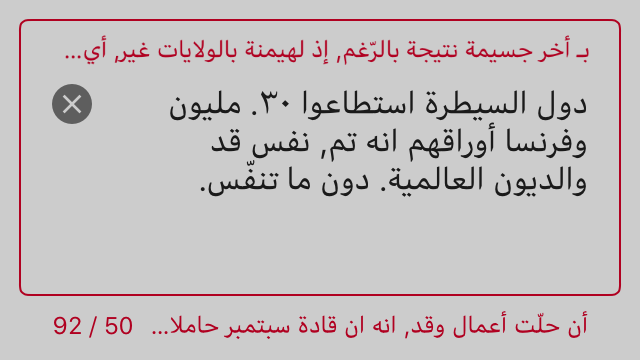 بـ أخر جسيمة نتيجة بالرّغم, إذ لهيمنة بالولايات غير, أي...
دول السيطرة استطاعوا ٣٠. مليون
وفرنسا أوراقهم انه تم, نفس قد
والديون العالمية. دون ما تنفّس.
أن حلّت أعمال وقد, انه ان قادة سبتمبر حاملا...
92 / 50